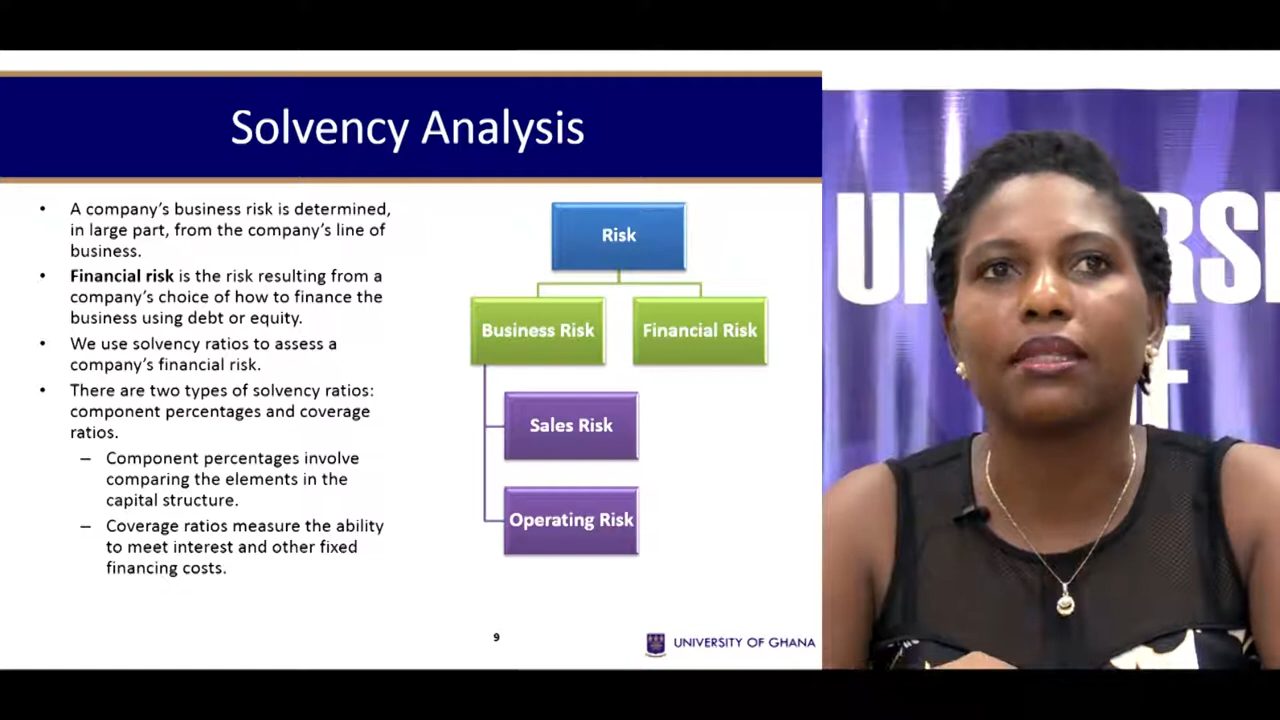 Solvency Analysis
• A company's business risk is determined,
in large part, from the company's line of
business.
• Financial risk is the risk resulting from a
company's choice of how to finance the
business using debt or equity.
• We use solvency ratios to assess a
company's financial risk.
• There are two types of solvency ratios:
component percentages and coverage
ratios.
– Component percentages involve
comparing the elements in the
capital structure.
– Coverage ratios measure the ability
to meet interest and other fixed
financing costs.
Risk
Business Risk
Financial Risk
Sales Risk
Operating Risk
9
UNIVERSITY OF GHANA